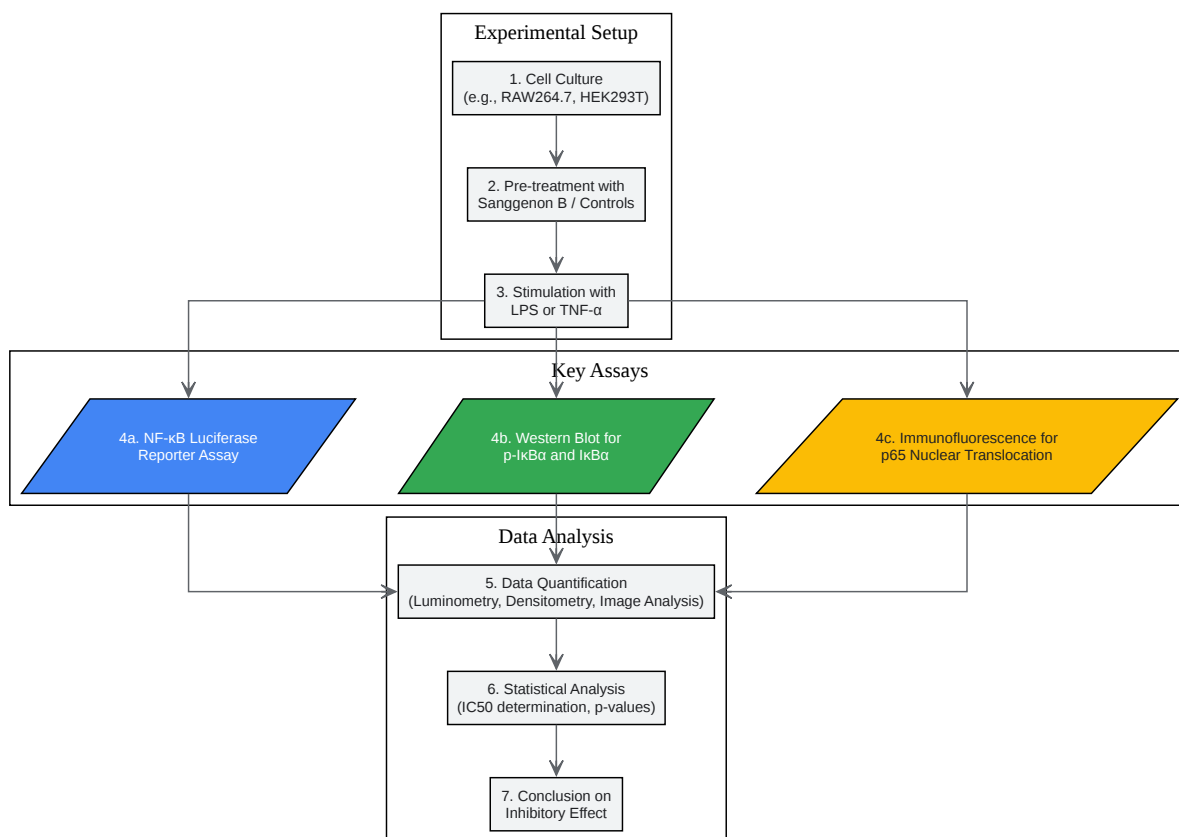 Experimental Setup
1. Cell Culture
(e.g., RAW264.7, HEK293T)
2. Pre-treatment with
Sanggenon B / Controls
3. Stimulation with
LPS or TNF-α
Key Assays
4a. NF-κB Luciferase
Reporter Assay
4b. Western Blot for
p-IκBα and IκBα
4c. Immunofluorescence for
p65 Nuclear Translocation
Data Analysis
5. Data Quantification
(Luminometry, Densitometry, Image Analysis)
6. Statistical Analysis
(IC50 determination, p-values)
7. Conclusion on
Inhibitory Effect